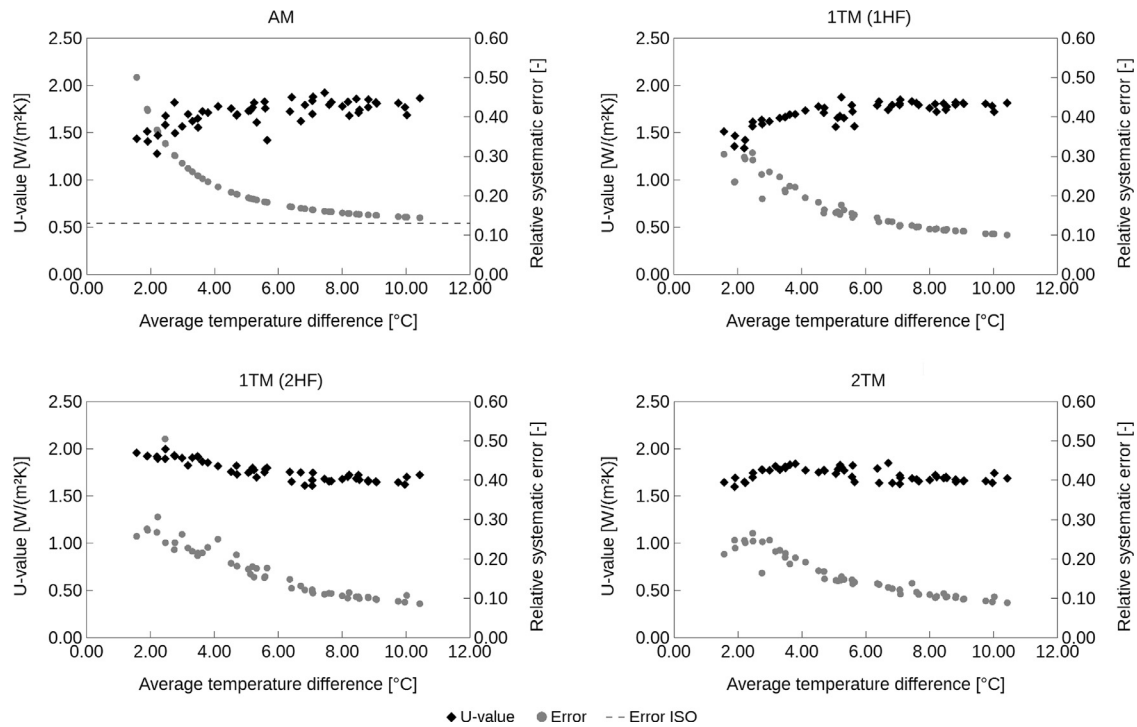 AM
2.50
2.00
1.50
1.00
0.50
0.00
U-value [W/(m²K)]
0.60
0.50
0.40
0.30
0.20
0.10
0.00
Relative systematic error [-]
0.00 2.00 4.00 6.00 8.00 10.00 12.00
Average temperature difference [°C]
1TM (1HF)
2.50
2.00
1.50
1.00
0.50
0.00
U-value [W/(m²K)]
0.60
0.50
0.40
0.30
0.20
0.10
0.00
Relative systematic error [-]
0.00 2.00 4.00 6.00 8.00 10.00 12.00
Average temperature difference [°C]
1TM (2HF)
2.50
2.00
1.50
1.00
0.50
0.00
U-value [W/(m²K)]
0.60
0.50
0.40
0.30
0.20
0.10
0.00
Relative systematic error [-]
0.00 2.00 4.00 6.00 8.00 10.00 12.00
Average temperature difference [°C]
2TM
2.50
2.00
1.50
1.00
0.50
0.00
U-value [W/(m²K)]
0.60
0.50
0.40
0.30
0.20
0.10
0.00
Relative systematic error [-]
0.00 2.00 4.00 6.00 8.00 10.00 12.00
Average temperature difference [°C]
U-value Error Error ISO